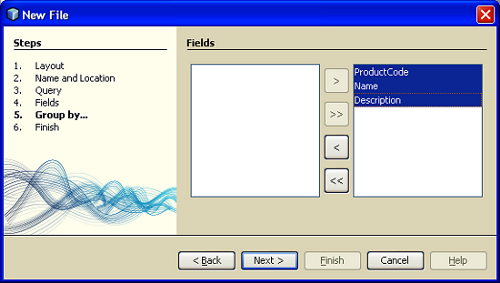 New File
Steps
1. Layout
2. Name and Location
3. Query
4. Fields
5. Group by...
6. Finish
Fields
>
>>
<
<<
ProductCode
Name
Description
< Back
Next >
Finish
Cancel
Help